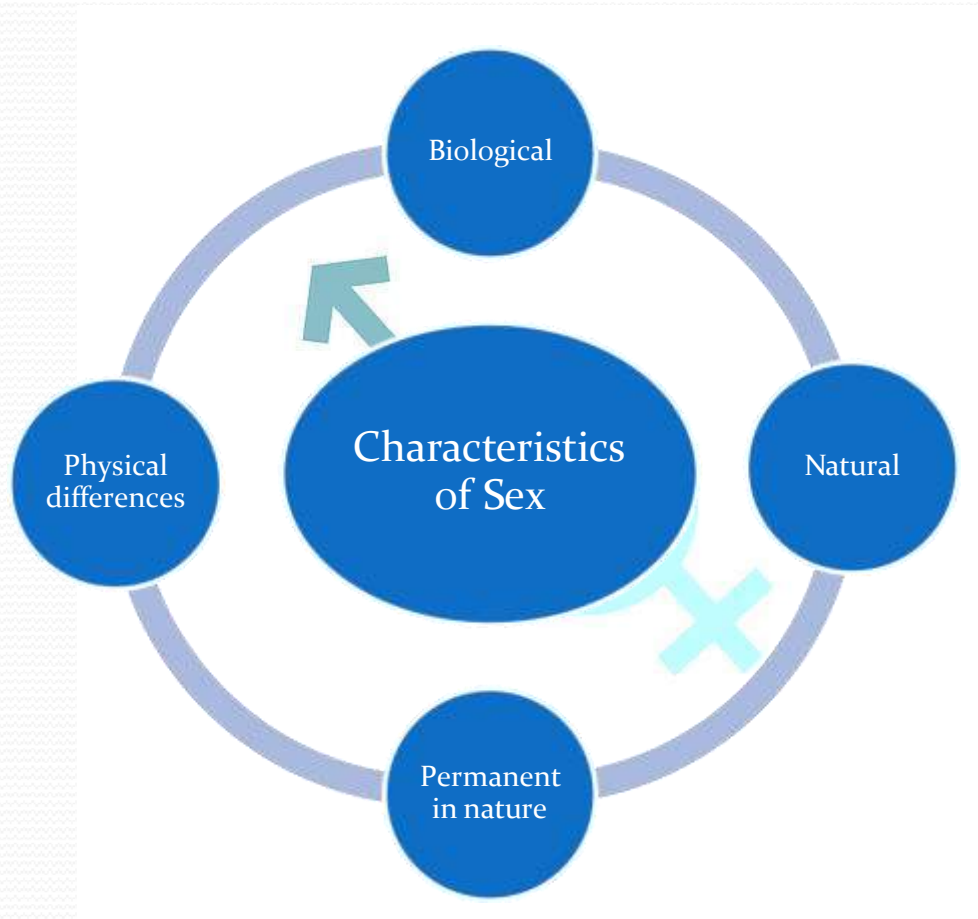 Biological
Characteristics
of Sex
Physical
differences
Natural
Permanent
in nature